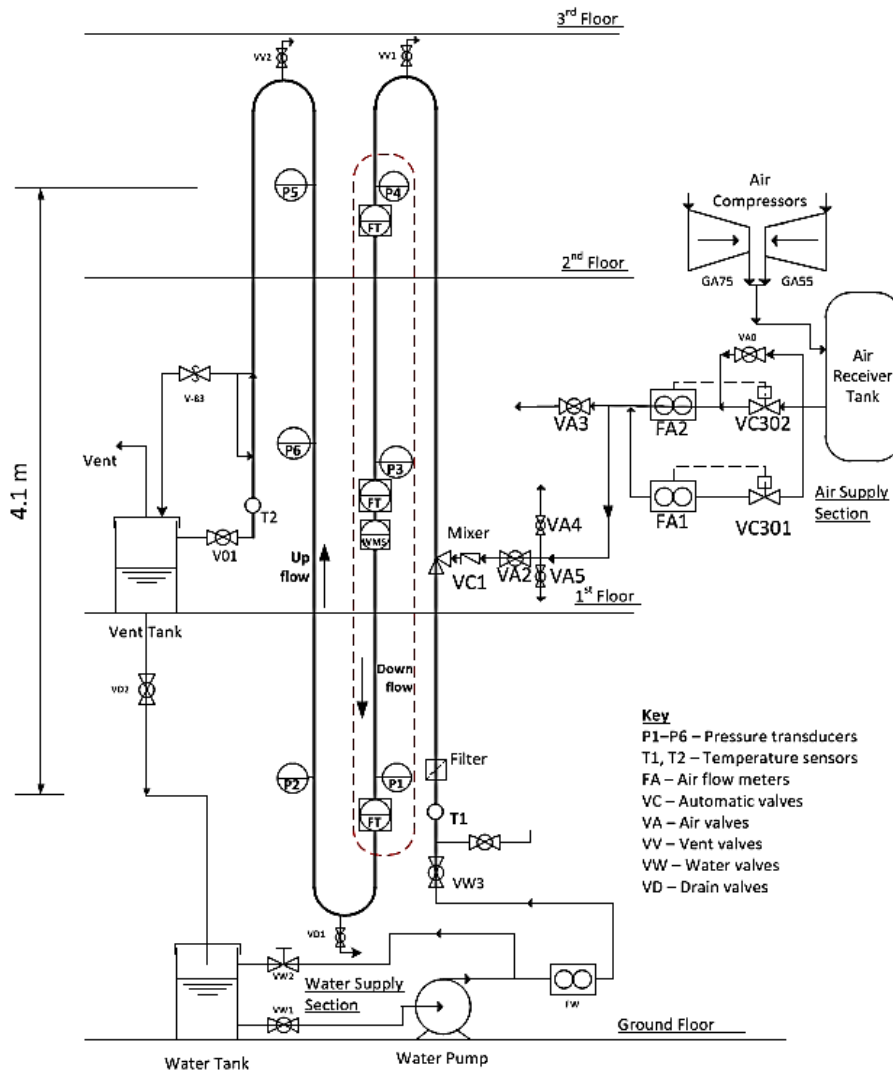 3rd Floor
VV2
VV1
P5
P4
FT
Air
Compressors
2nd Floor
GA75
GA55
VA0
Air
Receiver
Tank
V-83
VA3
FA2
VC302
4.1 m
Vent
P6
P3
FT
T2
FA1
VC301
Air Supply
Section
VA4
WMS
Mixer
V01
Up
flow
VC1
VA2
VA5
1st Floor
Vent Tank
VD2
Down
flow
Key
P1–P6 – Pressure transducers
T1, T2 – Temperature sensors
FA – Air flow meters
VC – Automatic valves
VA – Air valves
VV – Vent valves
VW – Water valves
VD – Drain valves
Filter
P2
P1
FT
T1
VW3
VD1
VW2
Water Supply
Section
VW1
FW
Ground Floor
Water Tank
Water Pump